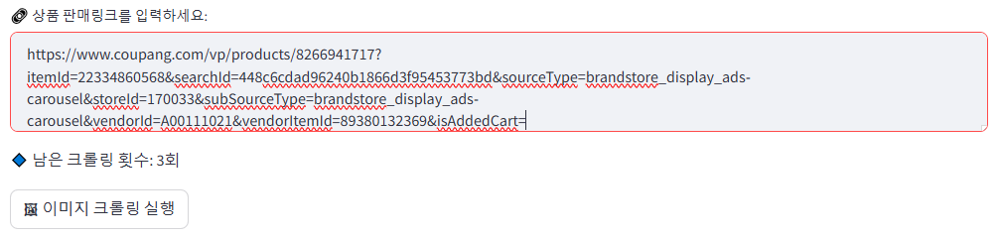 🔗 상품 판매링크를 입력하세요:
https://www.coupang.com/vp/products/8266941717?
itemId=22334860568&searchId=448c6cdad96240b1866d3f95453773bd&sourceType=brandstore_display_ads-
carousel&storeId=170033&subSourceType=brandstore_display_ads-
carousel&vendorId=A00111021&vendorItemId=89380132369&isAddedCart=
🔷 남은 크롤링 횟수: 3회
🖼 이미지 크롤링 실행